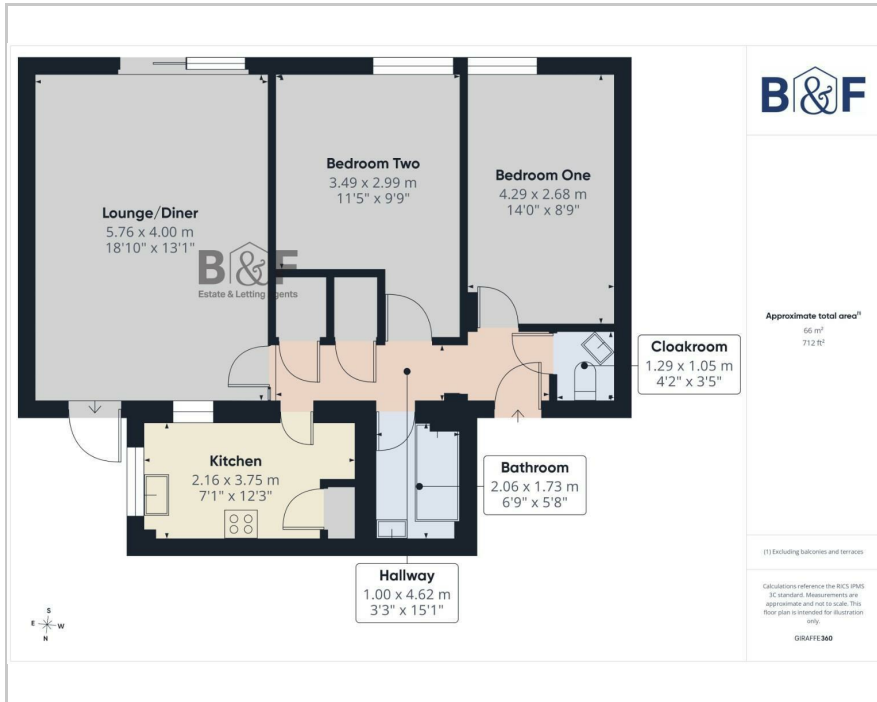 B&F
Bedroom Two
3.49 x 2.99 m
11'5" x 9'9"
Bedroom One
4.29 x 2.68 m
14'0" x 8'9"
Lounge/Diner
5.76 x 4.00 m
18'10" x 13'1"
B&F
Estate & Letting Agents
Approximate total area(1)
66 m²
712 ft²
Cloakroom
1.29 x 1.05 m
4'2" x 3'5"
Kitchen
2.16 x 3.75 m
7'1" x 12'3"
Bathroom
2.06 x 1.73 m
6'9" x 5'8"
Hallway
1.00 x 4.62 m
3'3" x 15'1"
(1) Excluding balconies and terraces
Calculations reference the RICS IPMS
3C standard. Measurements are
approximate and not to scale. This
floor plan is intended for illustration
only.
GIRAFFE360
S
E W
N